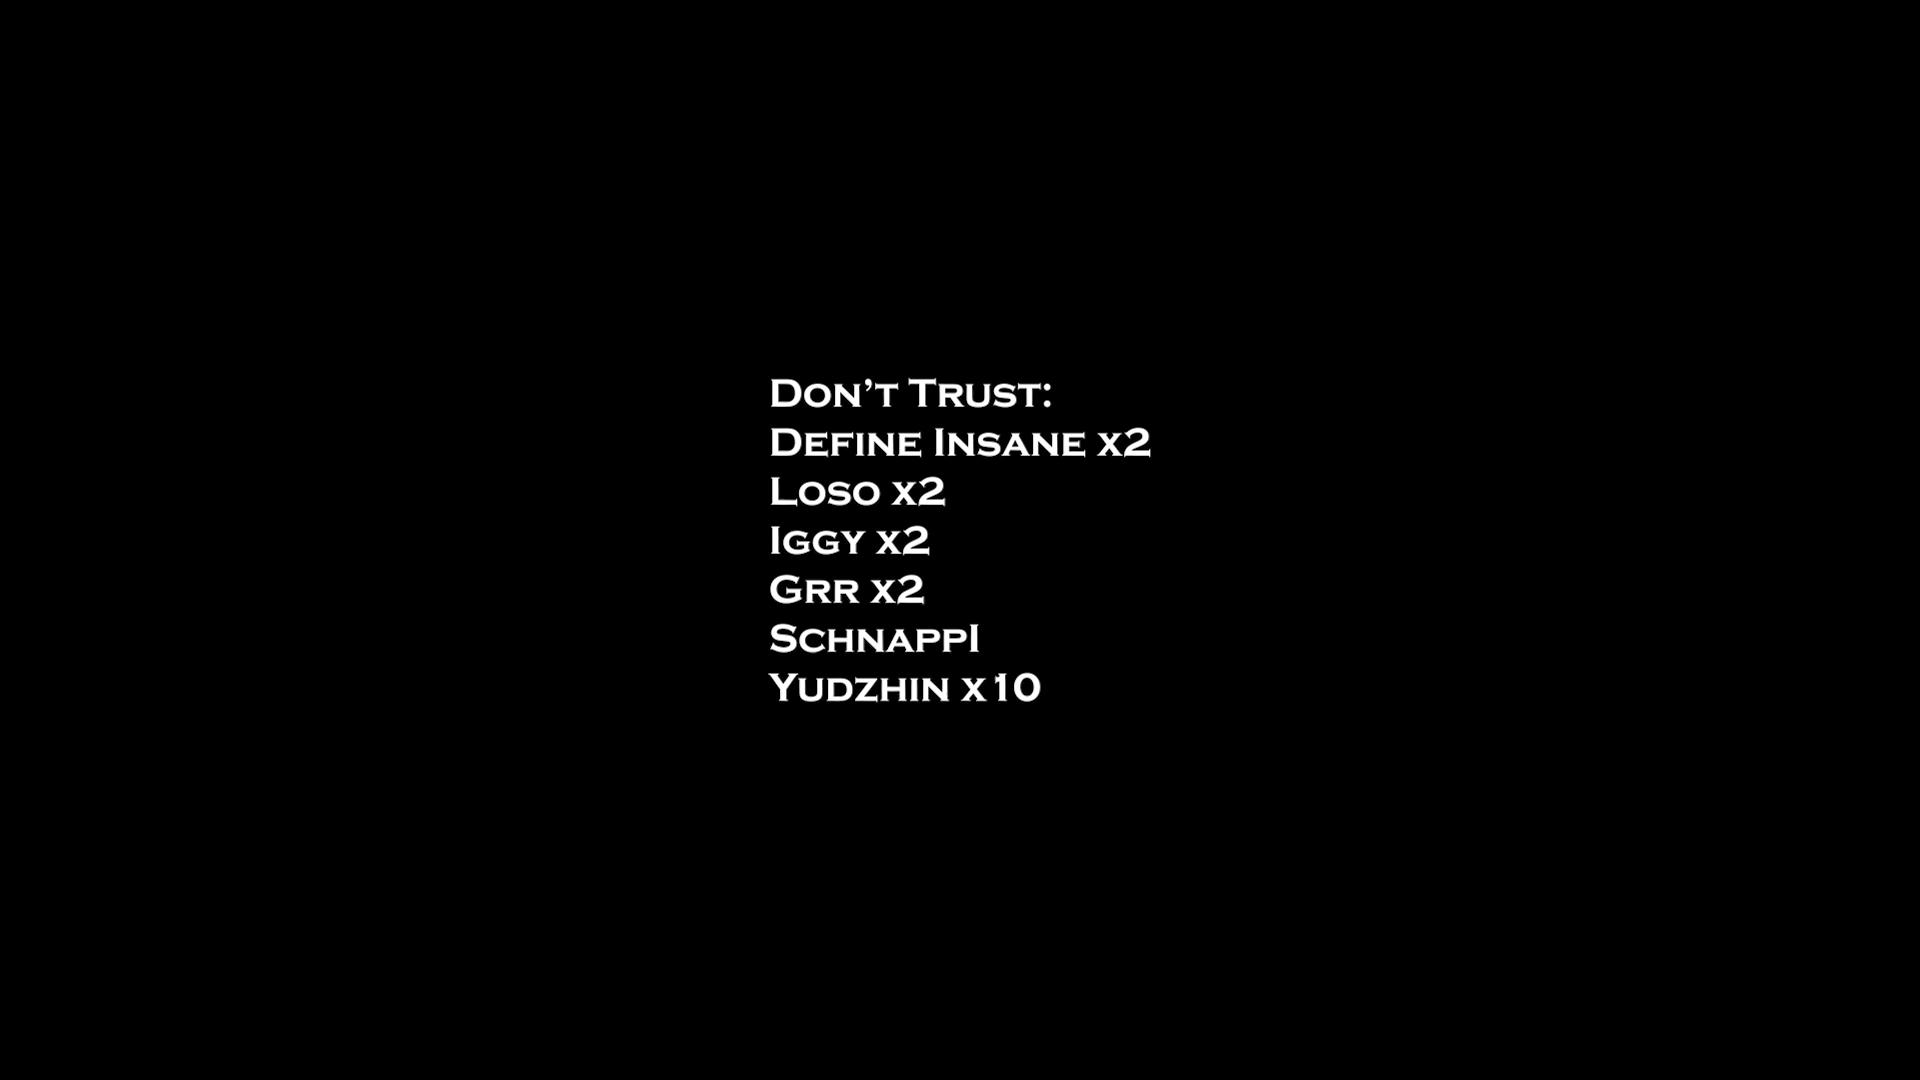 Don't Trust:
Define Insane x2
Loso x2
Iggy x2
Grr x2
SchnappI
Yudzhin x10